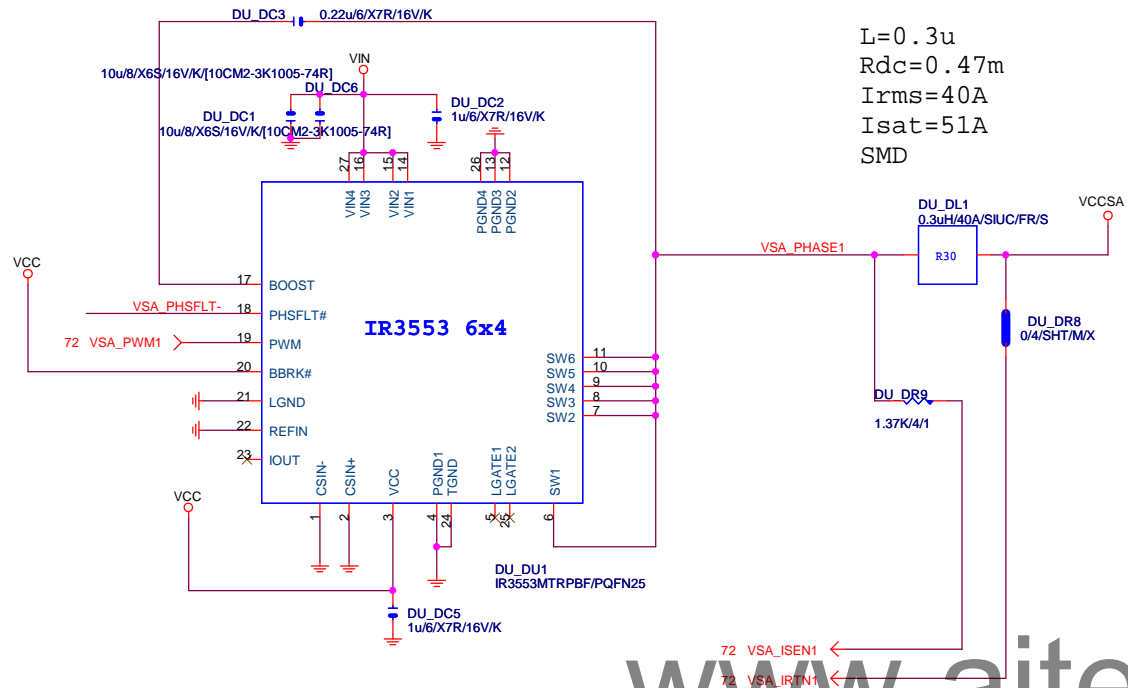 DU_DC3
0.22u/6/X7R/16V/K
L=0.3u
Rdc=0.47m
Irms=40A
Isat=51A
SMD
VIN
10u/8/X6S/16V/K/[10CM2-3K1005-74R]
DU_DC6
DU_DC1
10u/8/X6S/16V/K/[10CM2-3K1005-74R]
DU_DC2
1u/6/X7R/16V/K
27
16
15
14
26
13
12
VIN4
VIN3
VIN2
VIN1
PGND4
PGND3
PGND2
DU_DL1
0.3uH/40A/SIUC/FR/S
VCCSA
VSA_PHASE1
R30
VCC
17
BOOST
VSA_PHSFLT-
18
PHSFLT#
IR3553 6x4
72 VSA_PWM1
19
PWM
20
BBRK#
21
LGND
22
REFIN
23
IOUT
SW6
11
SW5
10
SW4
9
SW3
8
SW2
7
DU_DR8
0/4/SHT/M/X
DU_DR9
1.37K/4/1
CSIN-
CSIN+
VCC
PGND1
TGND
LGATE1
LGATE2
SW1
VCC
1
2
3
4
24
5
25
6
DU_DU1
IR3553MTRPBF/PQFN25
DU_DC5
1u/6/X7R/16V/K
72 VSA_ISEN1
72 VSA_IRTN1